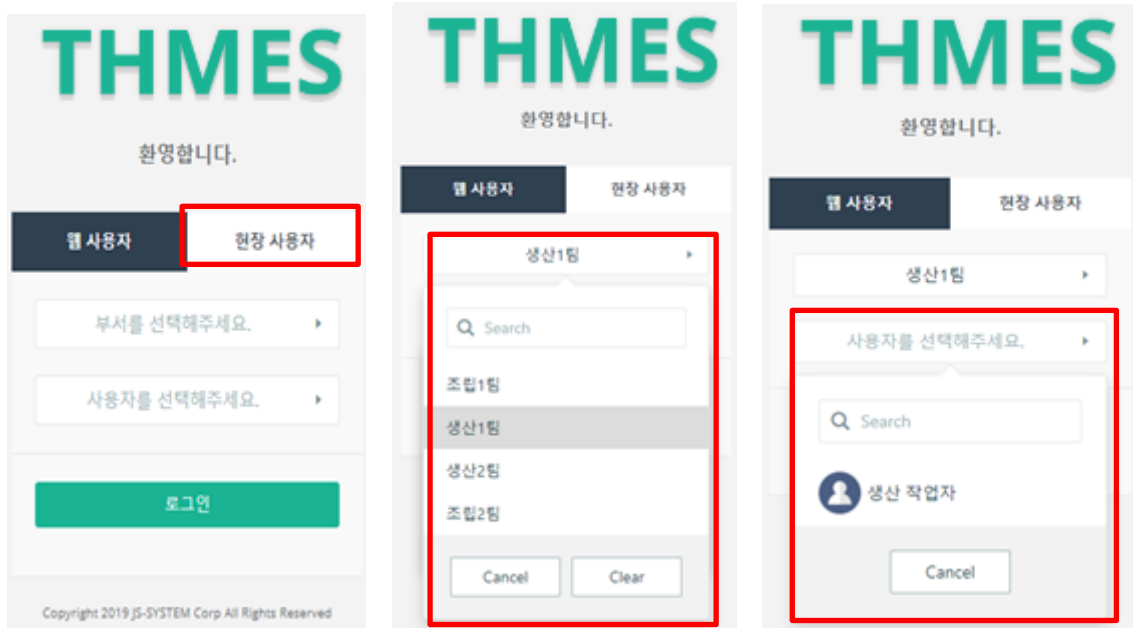 THMES
환영합니다.
웹 사용자 현장 사용자
부서를 선택해주세요.
사용자를 선택해주세요.
로그인
Copyright 2019 JS-SYSTEM Corp All Rights Reserved
THMES
환영합니다.
웹 사용자 현장 사용자
생산1팀
Search
조립1팀
생산1팀
생산2팀
조립2팀
Cancel Clear
THMES
환영합니다.
웹 사용자 현장 사용자
생산1팀
사용자를 선택해주세요.
Search
생산 작업자
Cancel